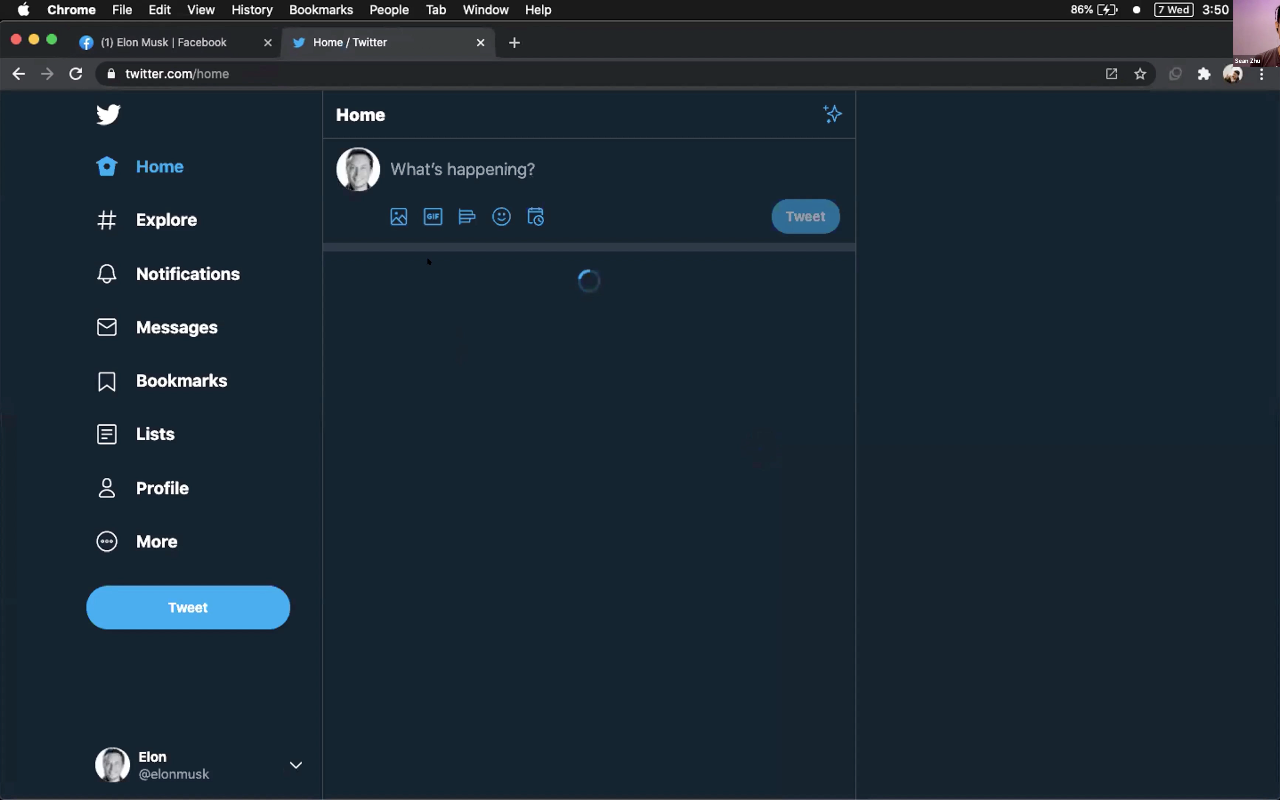 Chrome File Edit View History Bookmarks People Tab Window Help 86% 7 Wed 3:50
Sean Zhu
(1) Elon Musk | Facebook
Home / Twitter
twitter.com/home
Home
Explore
Notifications
Messages
Bookmarks
Lists
Profile
More
Tweet
Elon
@elonmusk
Home
What's happening?
GIF
Tweet